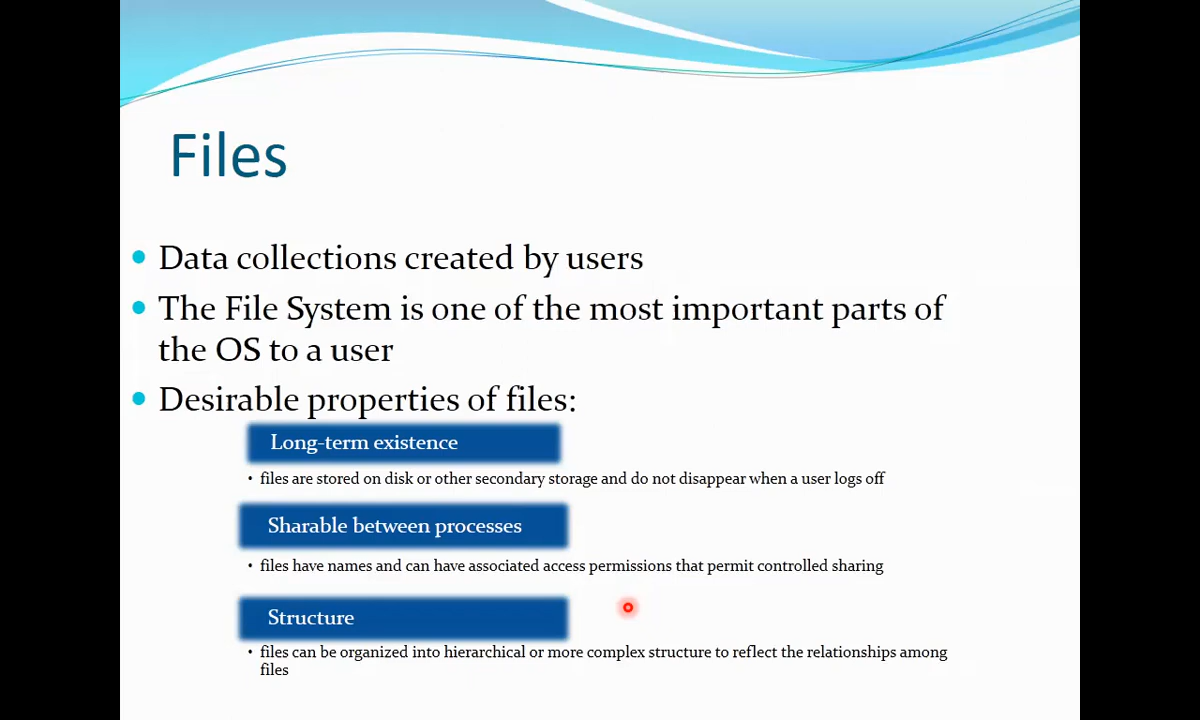 Files
• Data collections created by users
• The File System is one of the most important parts of
the OS to a user
• Desirable properties of files:
Long-term existence
• files are stored on disk or other secondary storage and do not disappear when a user logs off
Sharable between processes
• files have names and can have associated access permissions that permit controlled sharing
Structure
• files can be organized into hierarchical or more complex structure to reflect the relationships among
files